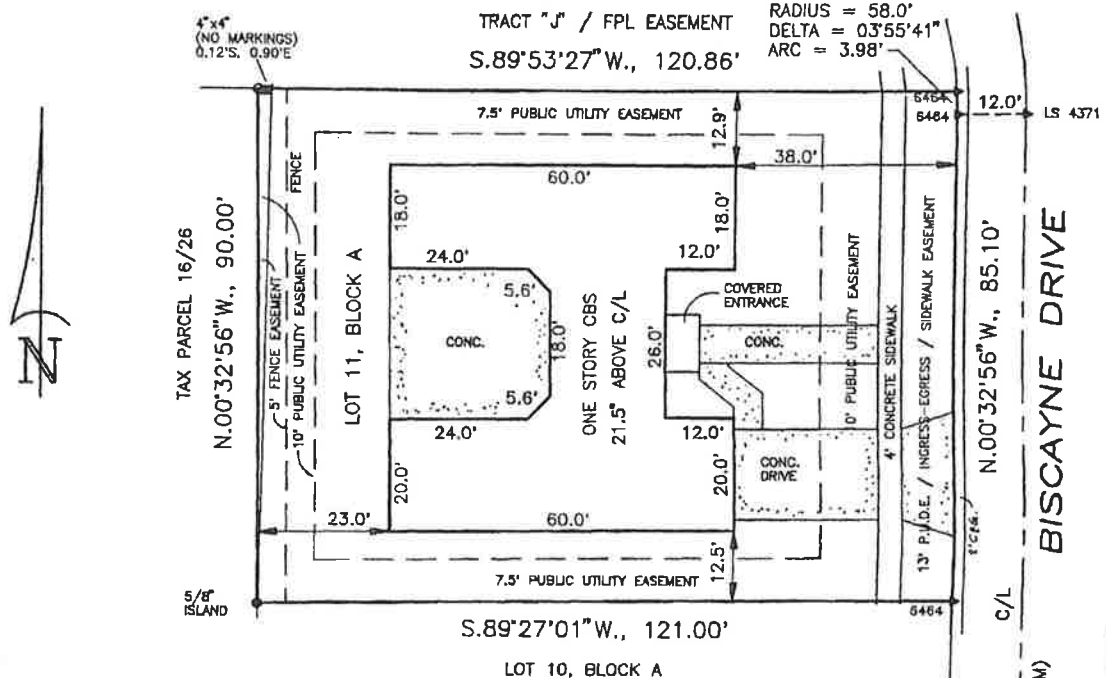 TRACT "J" / FPL EASEMENT
S.89°53'27"W., 120.86'
RADIUS = 58.0'
DELTA = 03°55'41"
ARC = 3.98'
4"x4"
(NO MARKINGS)
0.12'S. 0.90'E
6464
6464
12.0'
LS 4371
7.5' PUBLIC UTILITY EASEMENT
12.9'
38.0'
FENCE
60.0'
18.0'
18.0'
N
TAX PARCEL 16/26
N.00°32'56"W., 90.00'
5' FENCE EASEMENT
10' PUBLIC UTILITY EASEMENT
LOT 11, BLOCK A
24.0'
5.6'
CONC.
18.0'
5.6'
24.0'
ONE STORY CBS
21.5" ABOVE C/L
12.0'
COVERED
ENTRANCE
26.0'
CONC.
12.0'
0' PUBLIC UTILITY EASEMENT
4' CONCRETE SIDEWALK
13' P.U.D.E. / INGRESS-EGRESS / SIDEWALK EASEMENT
N.00°32'56"W., 85.10'
BISCAYNE DRIVE
CONC.
DRIVE
20.0'
20.0'
23.0'
60.0'
12.5'
7.5' PUBLIC UTILITY EASEMENT
C/L
5/8"
ISLAND
6464
S.89°27'01"W., 121.00'
LOT 10, BLOCK A
M)